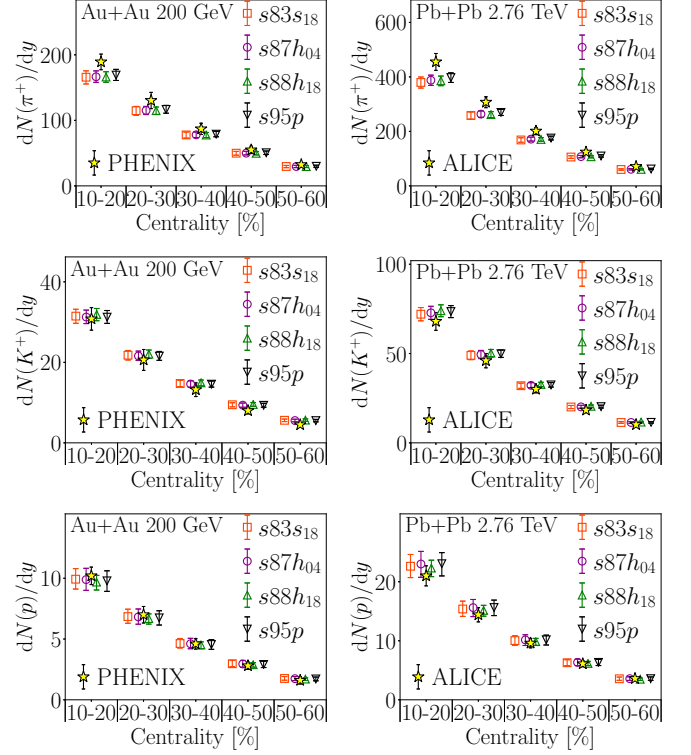 Au+Au 200 GeV
dN(π⁺)/dy
200
100
0
s83s₁₈
s87h₀₄
s88h₁₈
s95p
PHENIX
10-20 20-30 30-40 40-50 50-60
Centrality [%]
Pb+Pb 2.76 TeV
dN(π⁺)/dy
600
400
200
0
s83s₁₈
s87h₀₄
s88h₁₈
s95p
ALICE
10-20 20-30 30-40 40-50 50-60
Centrality [%]
Au+Au 200 GeV
dN(K⁺)/dy
40
20
0
s83s₁₈
s87h₀₄
s88h₁₈
s95p
PHENIX
10-20 20-30 30-40 40-50 50-60
Centrality [%]
Pb+Pb 2.76 TeV
dN(K⁺)/dy
100
50
0
s83s₁₈
s87h₀₄
s88h₁₈
s95p
ALICE
10-20 20-30 30-40 40-50 50-60
Centrality [%]
Au+Au 200 GeV
dN(p)/dy
10
5
0
s83s₁₈
s87h₀₄
s88h₁₈
s95p
PHENIX
10-20 20-30 30-40 40-50 50-60
Centrality [%]
Pb+Pb 2.76 TeV
dN(p)/dy
20
10
0
s83s₁₈
s87h₀₄
s88h₁₈
s95p
ALICE
10-20 20-30 30-40 40-50 50-60
Centrality [%]